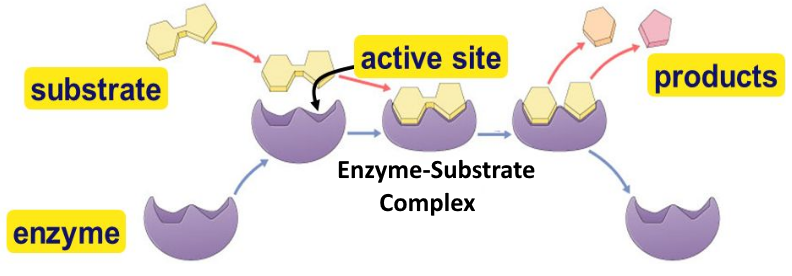 substrate
active site
products
Enzyme-Substrate
Complex
enzyme